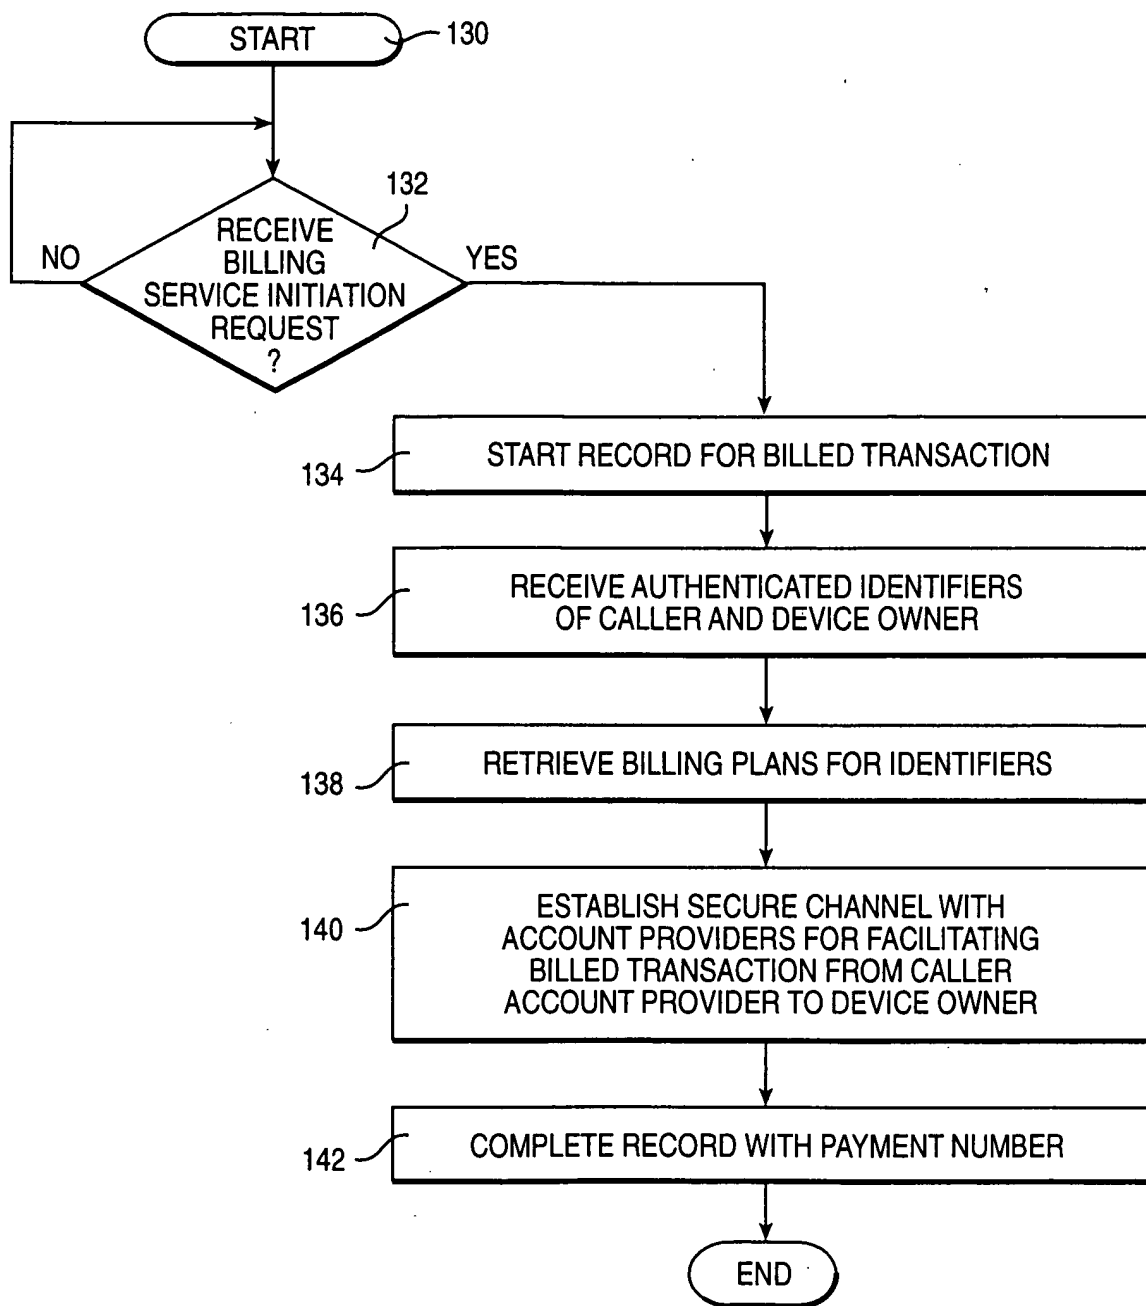 START
130
132
RECEIVE
BILLING
SERVICE INITIATION
REQUEST
?
NO
YES
134
START RECORD FOR BILLED TRANSACTION
136
RECEIVE AUTHENTICATED IDENTIFIERS
OF CALLER AND DEVICE OWNER
138
RETRIEVE BILLING PLANS FOR IDENTIFIERS
140
ESTABLISH SECURE CHANNEL WITH
ACCOUNT PROVIDERS FOR FACILITATING
BILLED TRANSACTION FROM CALLER
ACCOUNT PROVIDER TO DEVICE OWNER
142
COMPLETE RECORD WITH PAYMENT NUMBER
END